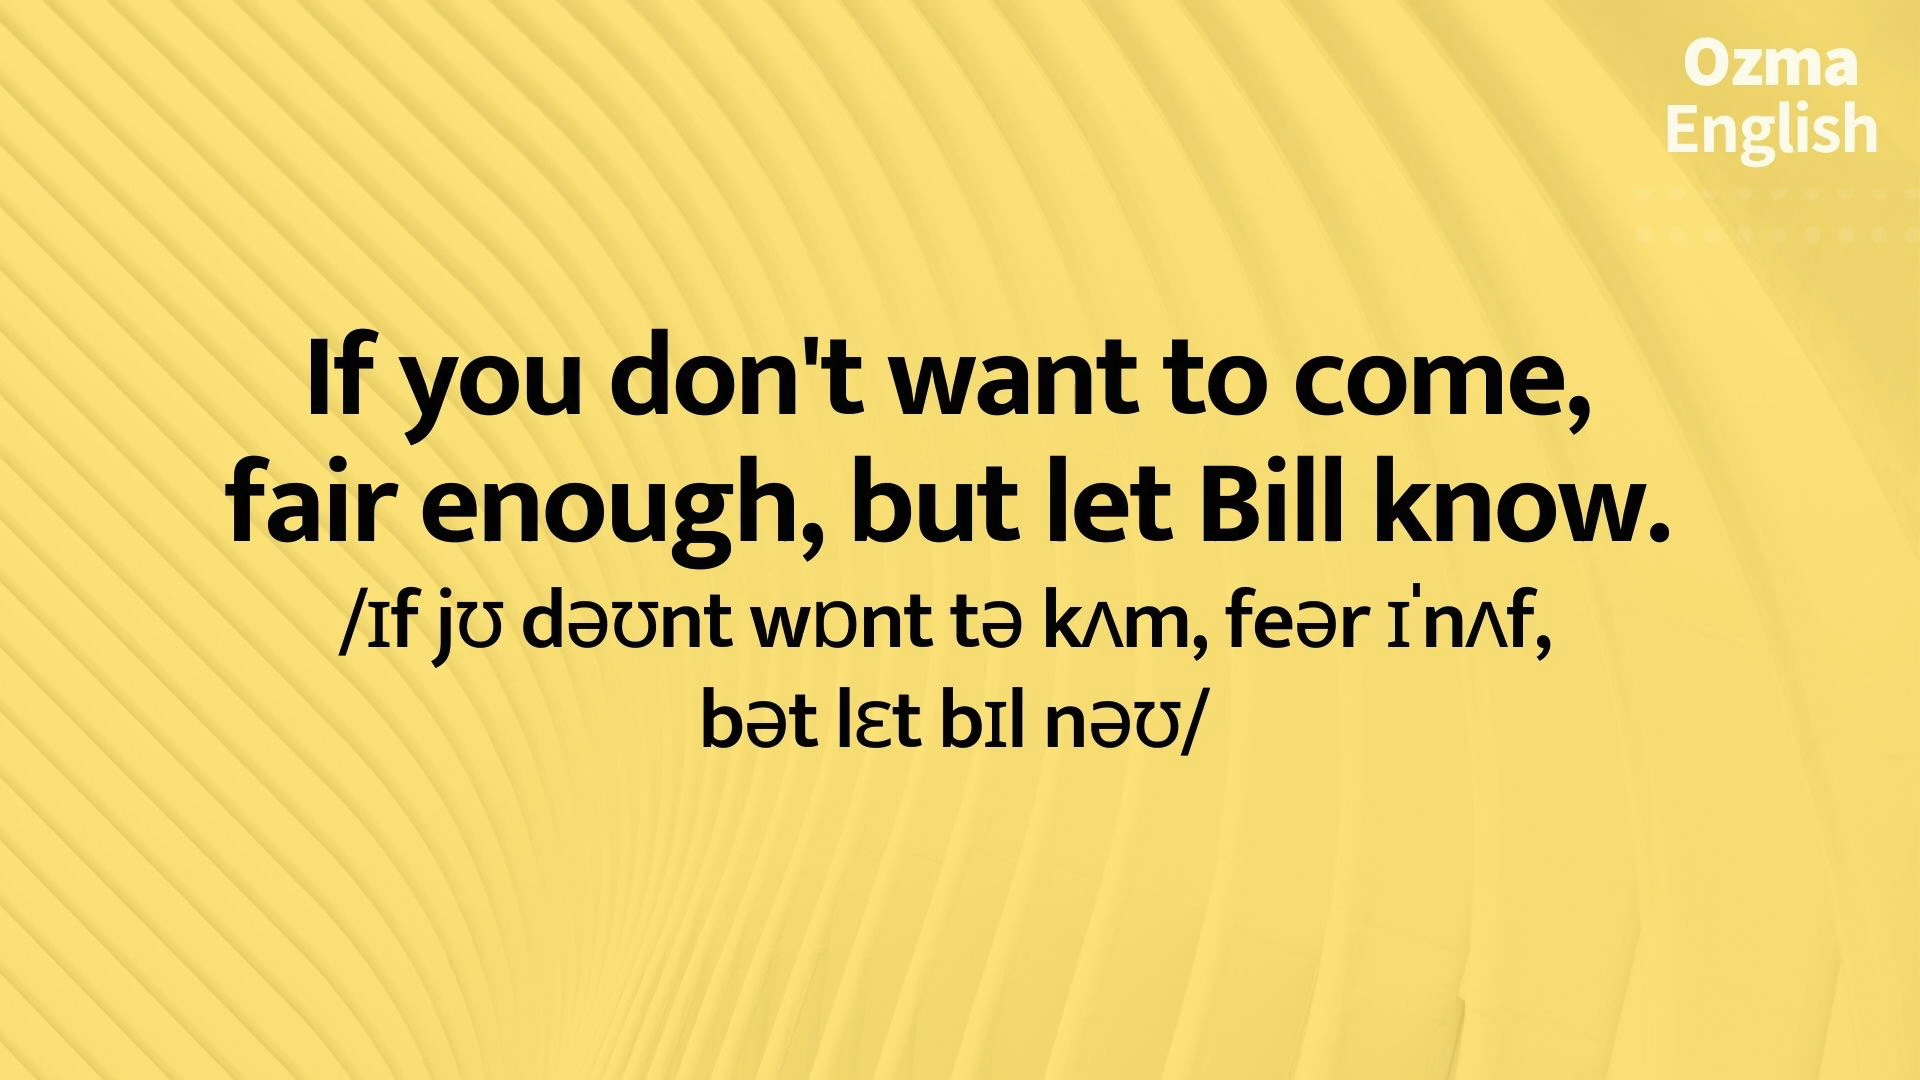 Ozma
English
If you don't want to come,
fair enough, but let Bill know.
/ɪf jʊ dəʊnt wɒnt tə kʌm, feər ɪˈnʌf,
bət lɛt bɪl nəʊ/